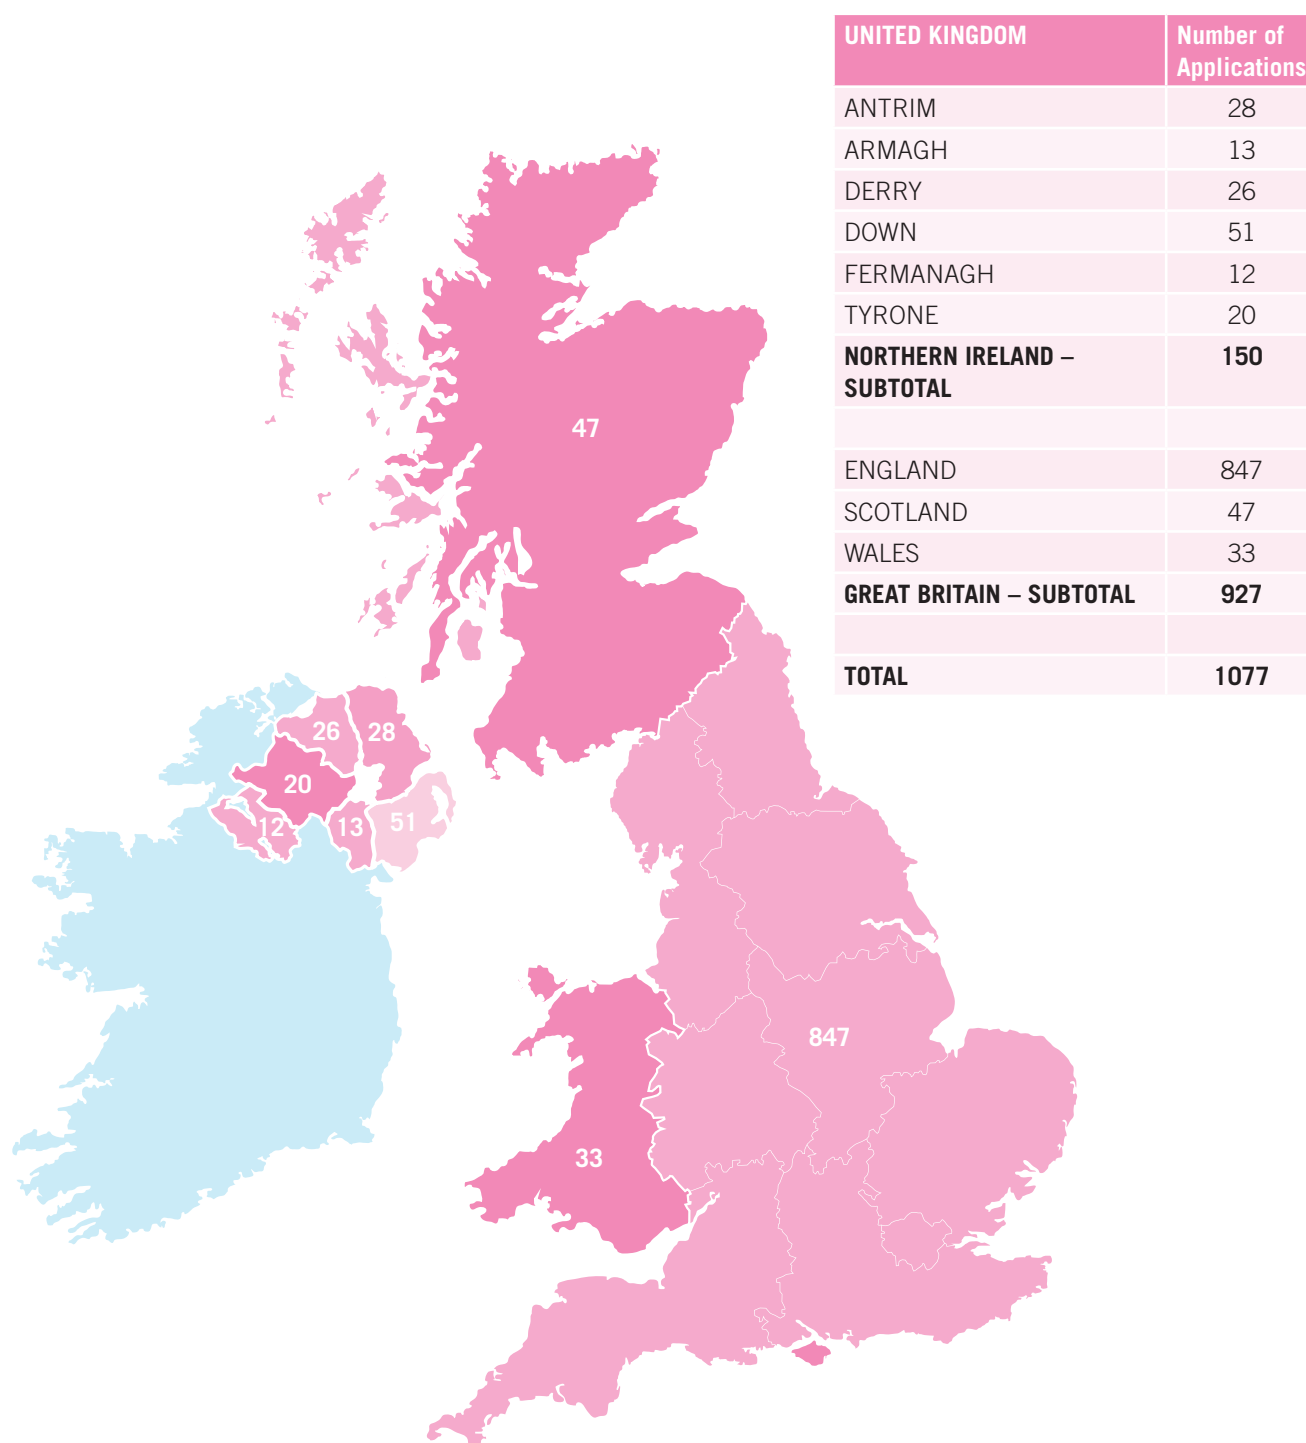 UNITED KINGDOM Number of
Applications
ANTRIM 28
ARMAGH 13
DERRY 26
DOWN 51
FERMANAGH 12
TYRONE 20
NORTHERN IRELAND – 150
SUBTOTAL
ENGLAND 847
SCOTLAND 47
WALES 33
GREAT BRITAIN – SUBTOTAL 927
TOTAL 1077
47
26 28
20
12 13 51
847
33